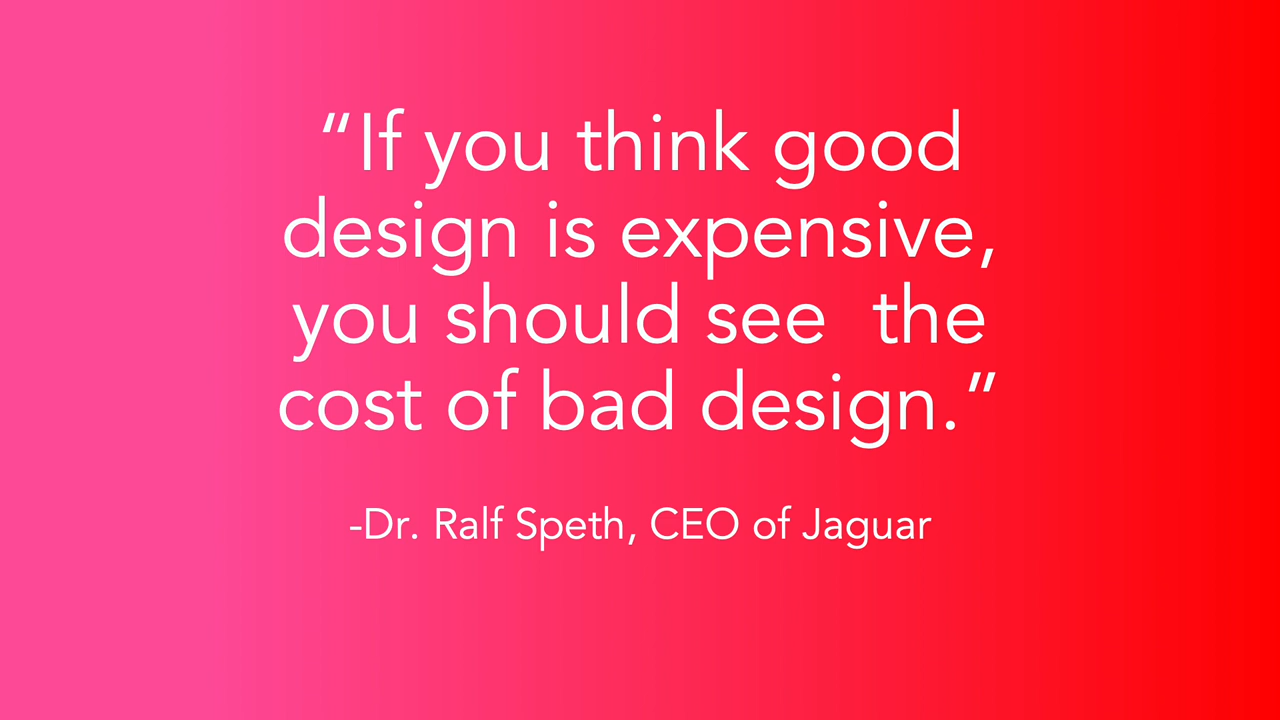 “If you think good
design is expensive,
you should see  the
cost of bad design.”
-Dr. Ralf Speth, CEO of Jaguar